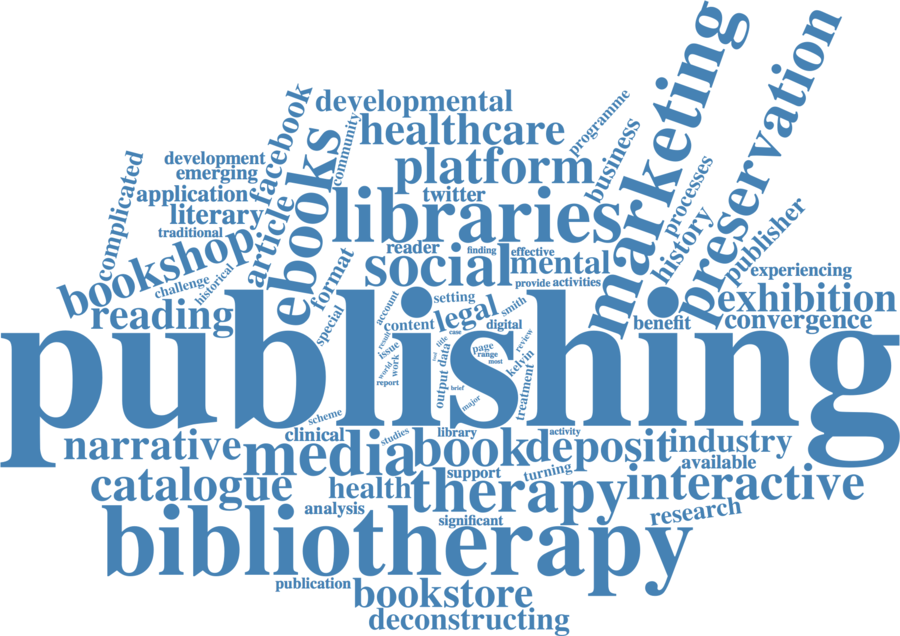 marketing
preservation
developmental
facebook
programme
healthcare
community
business
ebooks
complicated
development
platform
emerging
processes
application
twitter
libraries
article
literary
history
publisher
traditional
bookshop
reader
finding
effective
social
mental
format
historical
experiencing
challenge
provide
activities
exhibition
account
setting
smith
reading
special
legal
benefit
convergence
content
digital
publishing
result
case
title
review
issue
output
data
page
range
kelvin
world
work
most
report
brief
treatment
major
scheme
narrative
clinical
studies
library
activity
media
book
deposit
industry
available
support
turning
catalogue
health
therapy
interactive
analysis
significant
research
bibliotherapy
publication
bookstore
deconstructing